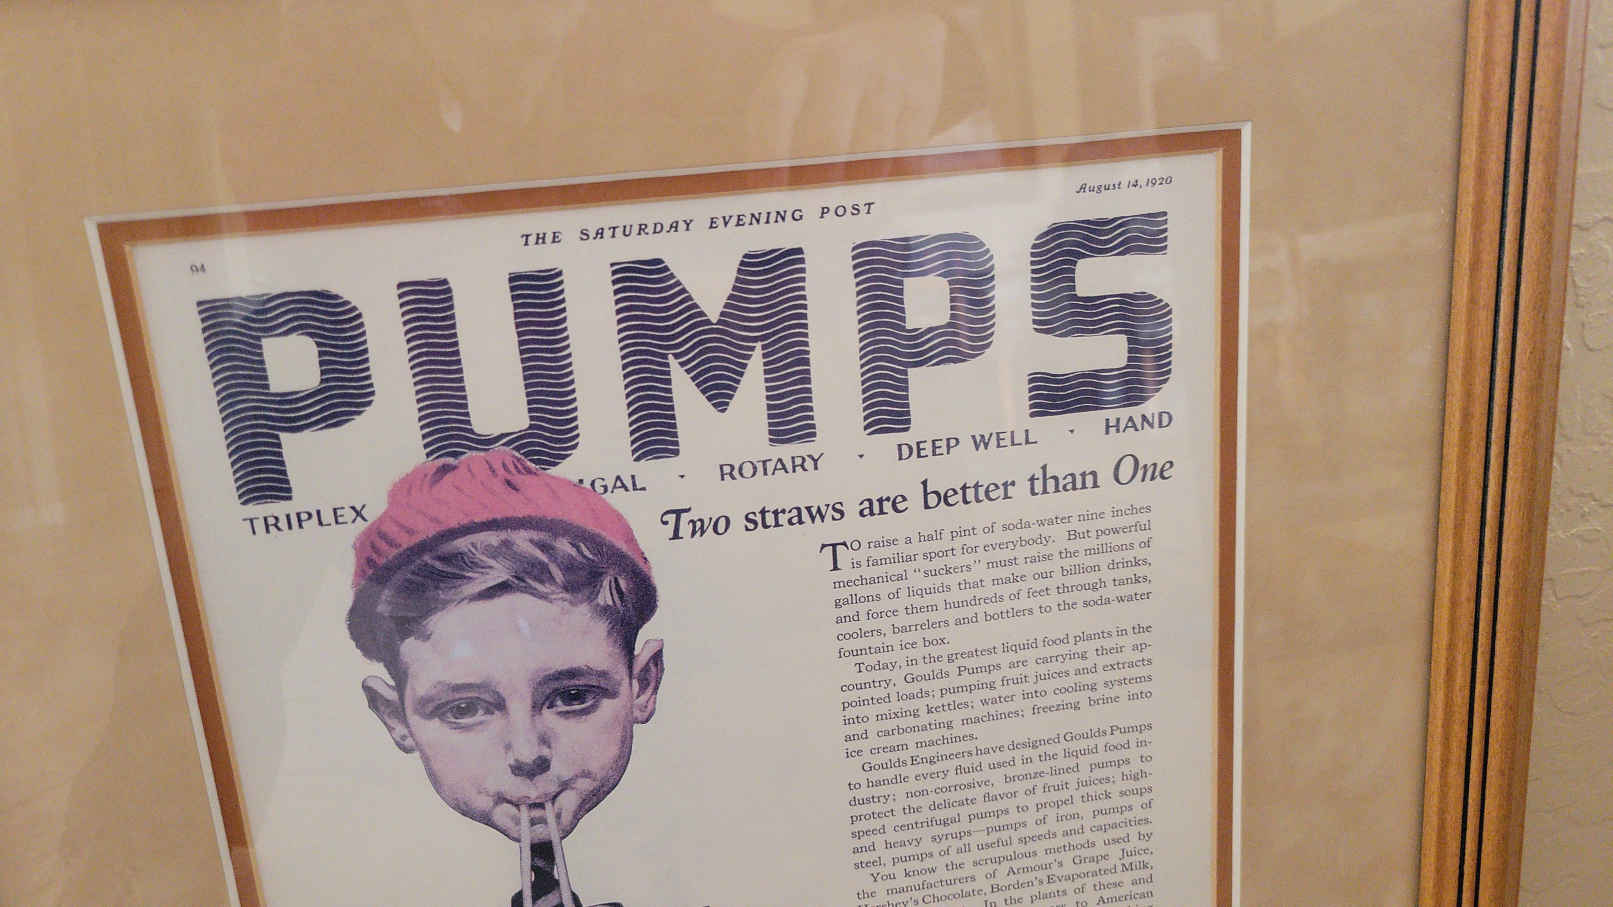 94
THE SATURDAY EVENING POST
August 14, 1920
PUMPS
TRIPLEX GAL · ROTARY · DEEP WELL · HAND
Two straws are better than One
TO raise a half pint of soda-water nine inches
is familiar sport for everybody. But powerful
mechanical "suckers" must raise the millions of
gallons of liquids that make our billion drinks,
and force them hundreds of feet through tanks,
coolers, barrelers and bottlers to the soda-water
fountain ice box.
Today, in the greatest liquid food plants in the
country, Goulds Pumps are carrying their ap-
pointed loads; pumping fruit juices and extracts
into mixing kettles; water into cooling systems
and carbonating machines; freezing brine into
ice cream machines.
Goulds Engineers have designed Goulds Pumps
to handle every fluid used in the liquid food in-
dustry; non-corrosive, bronze-lined pumps to
protect the delicate flavor of fruit juices; high-
speed centrifugal pumps to propel thick soups
and heavy syrups—pumps of iron, pumps of
steel, pumps of all useful speeds and capacities.
You know the scrupulous methods used by
the manufacturers of Armour's Grape Juice,
Hershey's Chocolate, Borden's Evaporated Milk,
In the plants of these and
to American